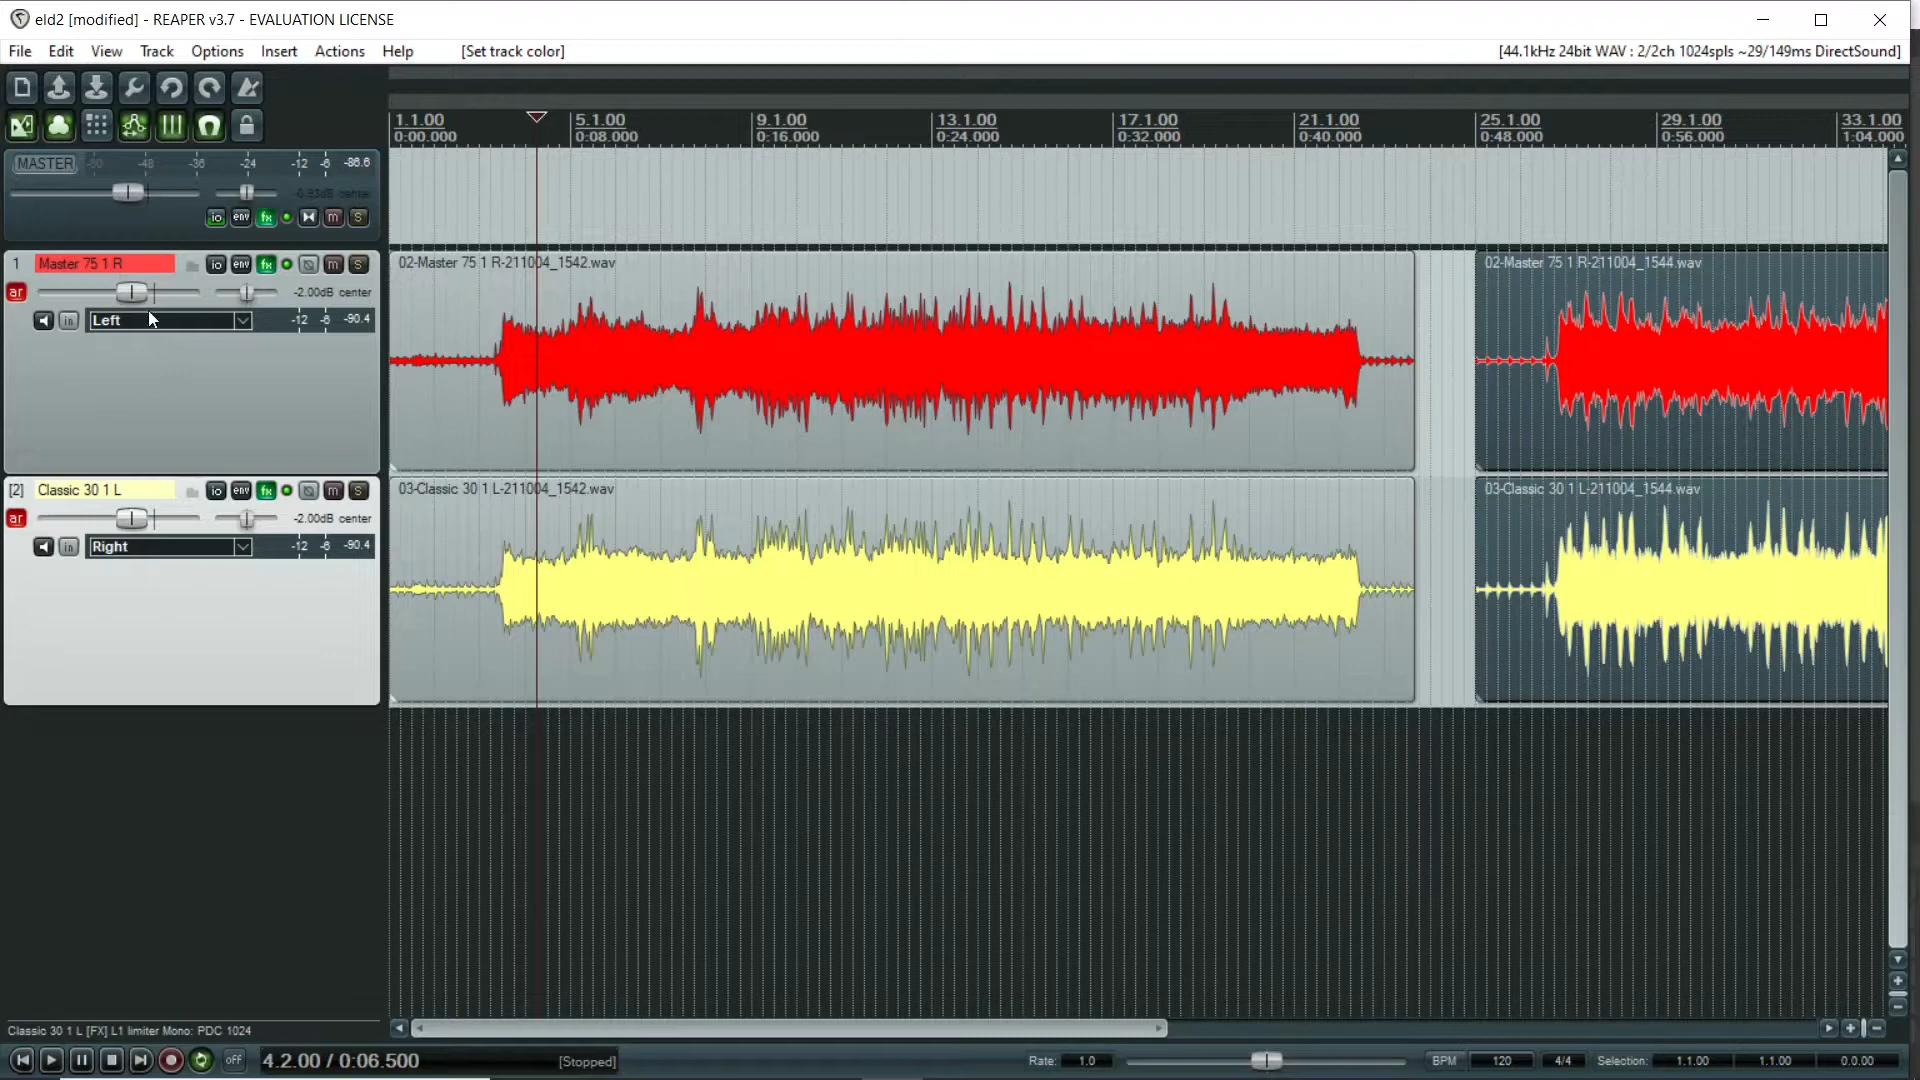 eld2 [modified] - REAPER v3.7 - EVALUATION LICENSE
File Edit View Track Options Insert Actions Help [Set track color] [44.1kHz 24bit WAV : 2/2ch 1024spls ~29/149ms DirectSound]
1.1.00 5.1.00 9.1.00 13.1.00 17.1.00 21.1.00 25.1.00 29.1.00 33.1.00
0:00.000 0:08.000 0:16.000 0:24.000 0:32.000 0:40.000 0:48.000 0:56.000 1:04.000
MASTER -48 -36 -24 -12 -6 -86.6
-0.83dB center
io env fx m S
1 Master 75 1 R io env fx m S
ar -2.00dB center
in Left -12 -6 -90.4
02-Master 75 1 R-211004_1542.wav 02-Master 75 1 R-211004_1544.wav
[2] Classic 30 1 L io env fx m S
ar -2.00dB center
in Right -12 -6 -90.4
03-Classic 30 1 L-211004_1542.wav 03-Classic 30 1 L-211004_1544.wav
Classic 30 1 L [FX] L1 limiter Mono: PDC 1024
off 4.2.00 / 0:06.500 [Stopped] Rate: 1.0 BPM 120 4/4 Selection: 1.1.00 1.1.00 0.0.00